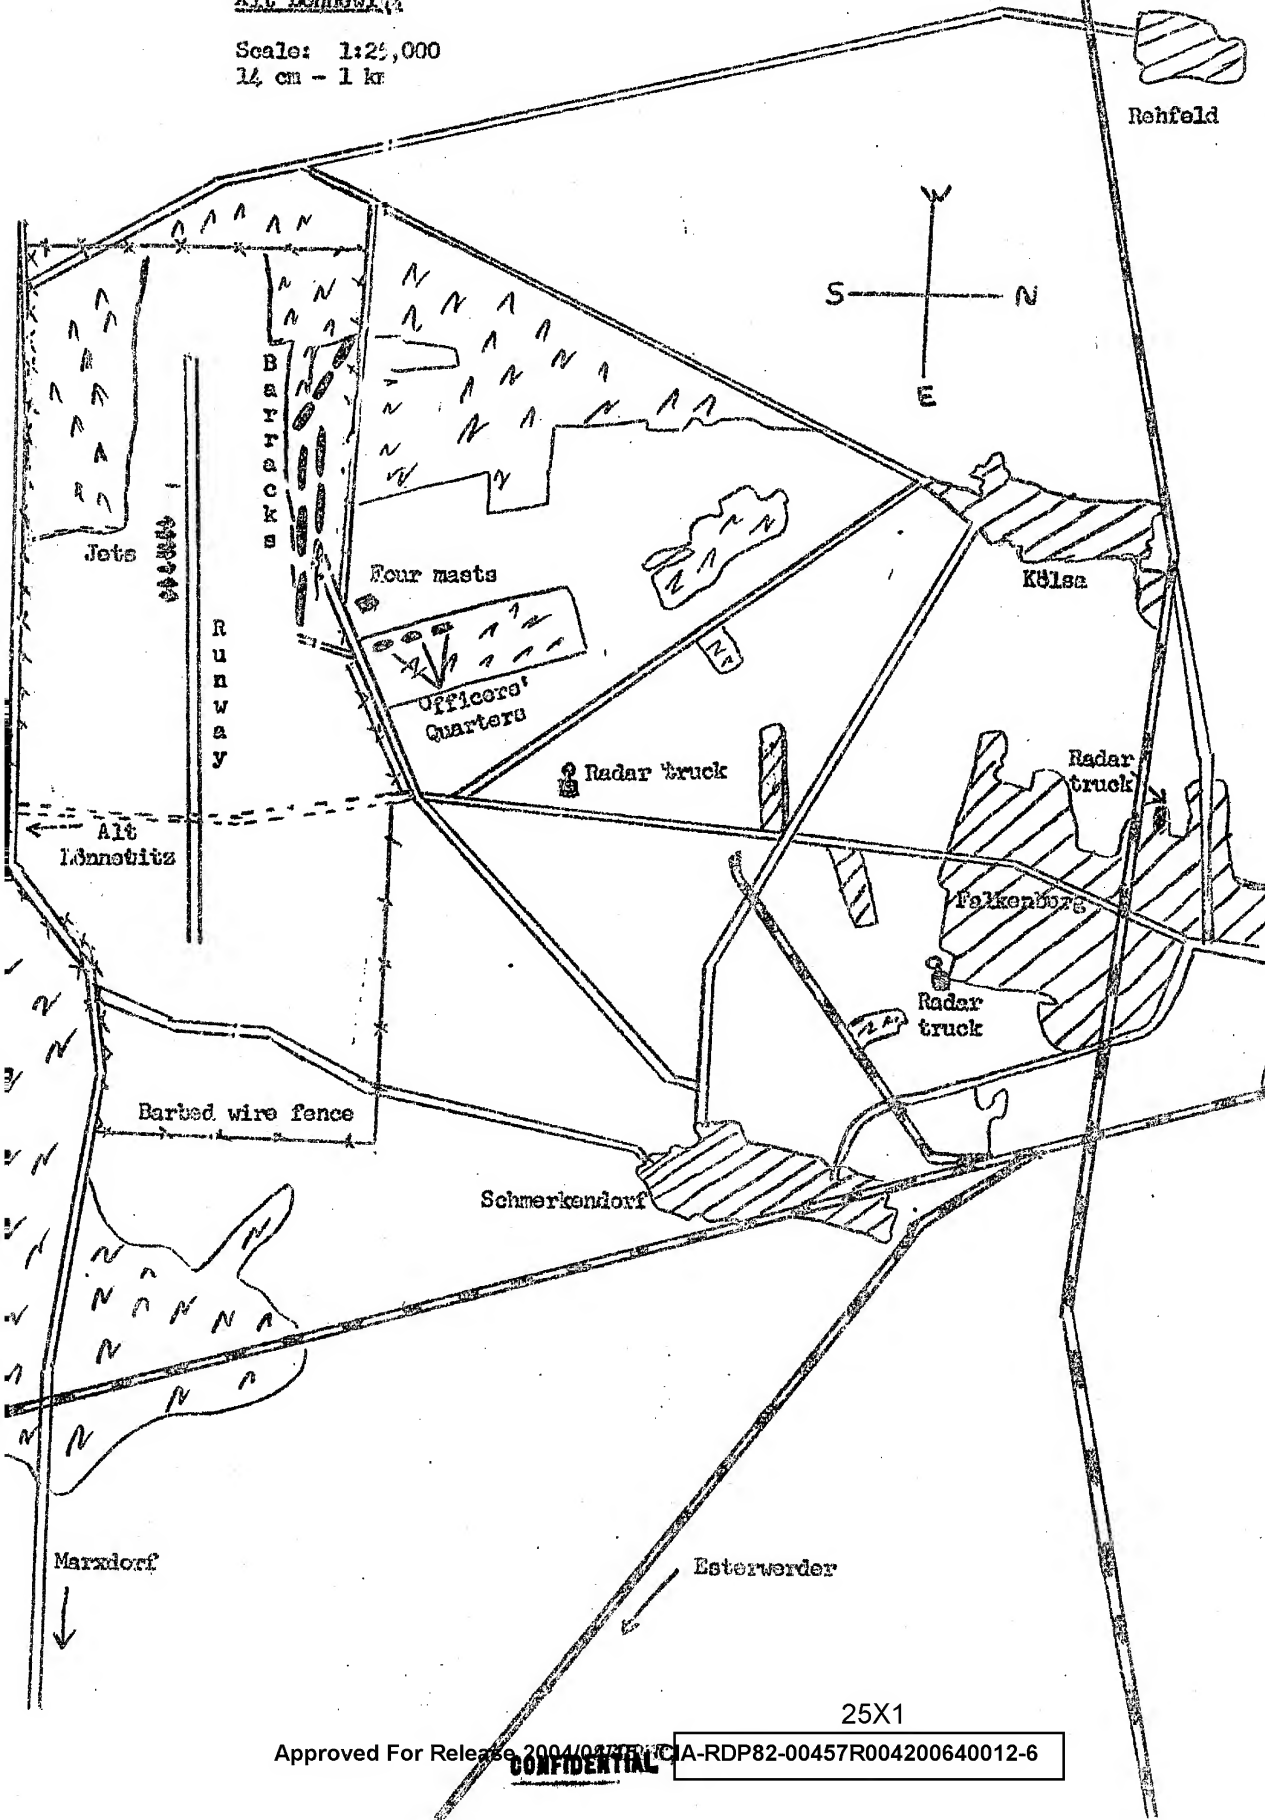 Scale: 1:25,000
14 cm - 1 km
Rehfeld
W
S
N
E
Barracks
Jets
Four masts
Kölsa
Runway
Officers'
Quarters
Radar truck
Radar
truck
Alt
Lönnewitz
Falkenberg
Radar
truck
Barbed wire fence
Schmerkendorf
Marxdorf
Esterwerder
25X1
Approved For Release CIA-RDP82-00457R004200640012-6
CONFIDENTIAL